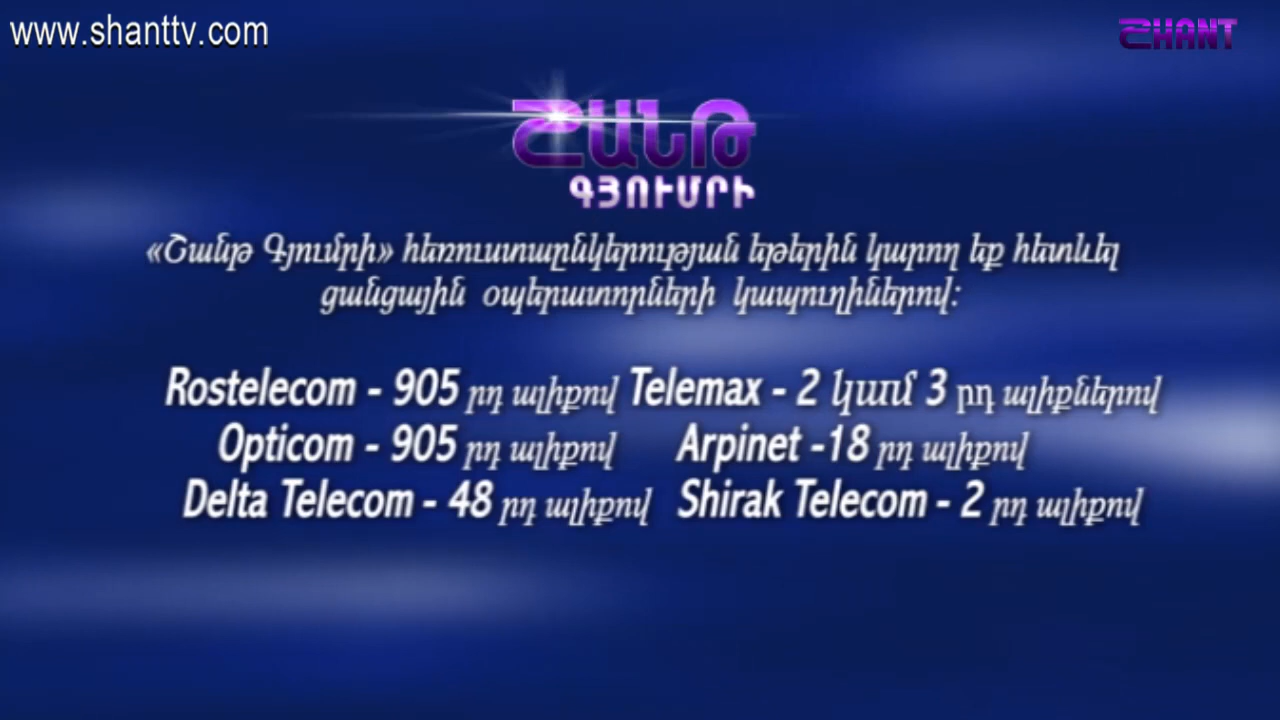 www.shanttv.com
SHANT
ՇԱՆԹ
ԳՅՈՒՄՐԻ
«Շանթ Գյումրի» հեռուստաընկերության եթերին կարող եք հետևել
ցանցային օպերատորների կապուղիներով:
Rostelecom - 905 րդ ալիքով Telemax - 2 կամ 3 րդ ալիքներով
Opticom - 905 րդ ալիքով Arpinet -18 րդ ալիքով
Delta Telecom - 48 րդ ալիքով Shirak Telecom - 2 րդ ալիքով